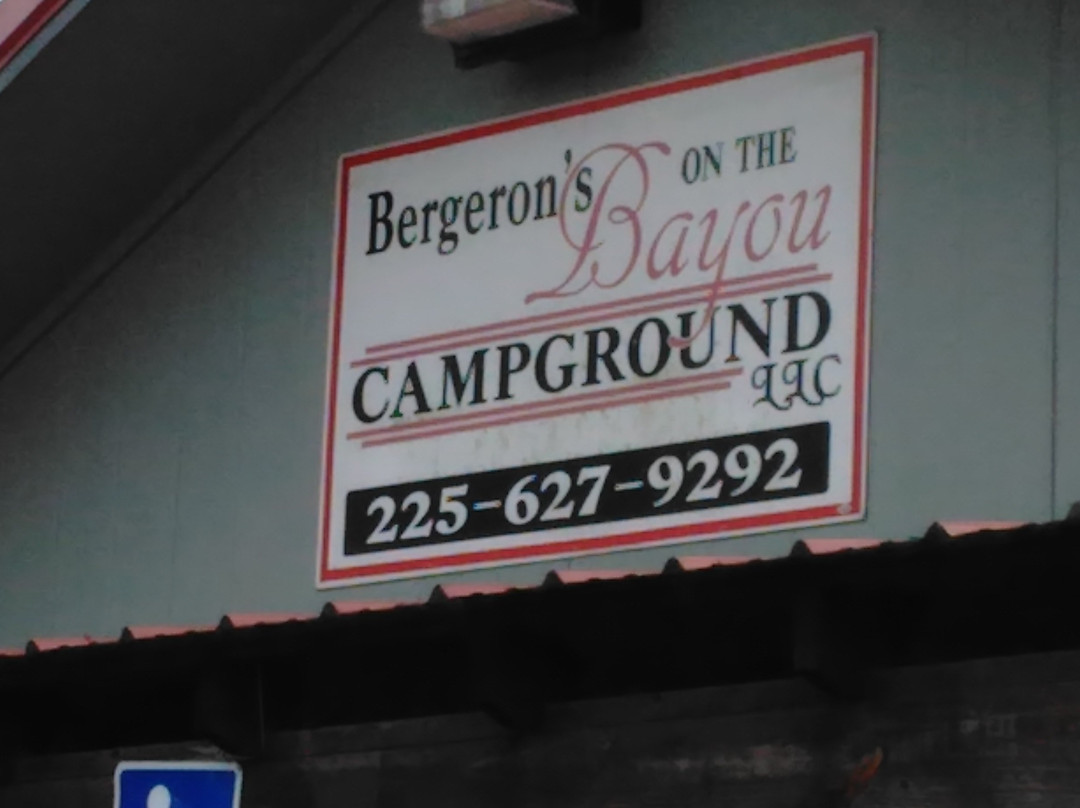 Bergeron's ON THE
Bayou
CAMPGROUND
LLC
225-627-9292